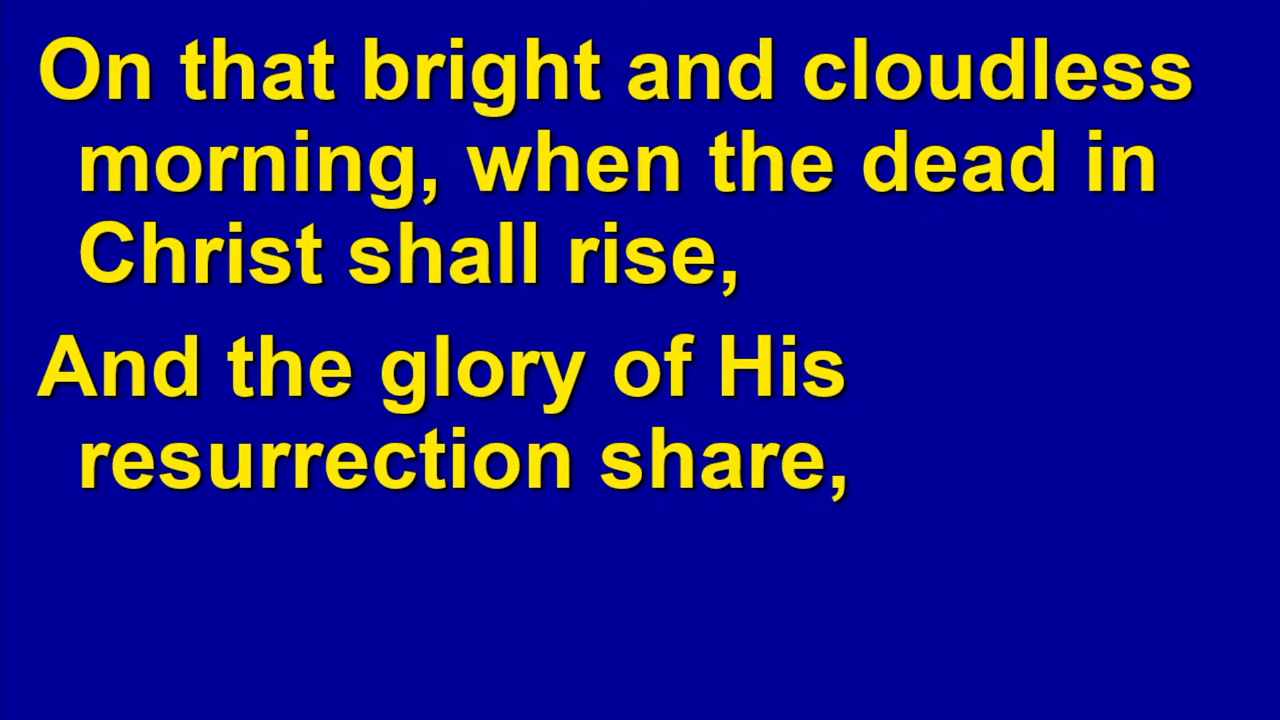 On that bright and cloudless
morning, when the dead in
Christ shall rise,
And the glory of His
resurrection share,